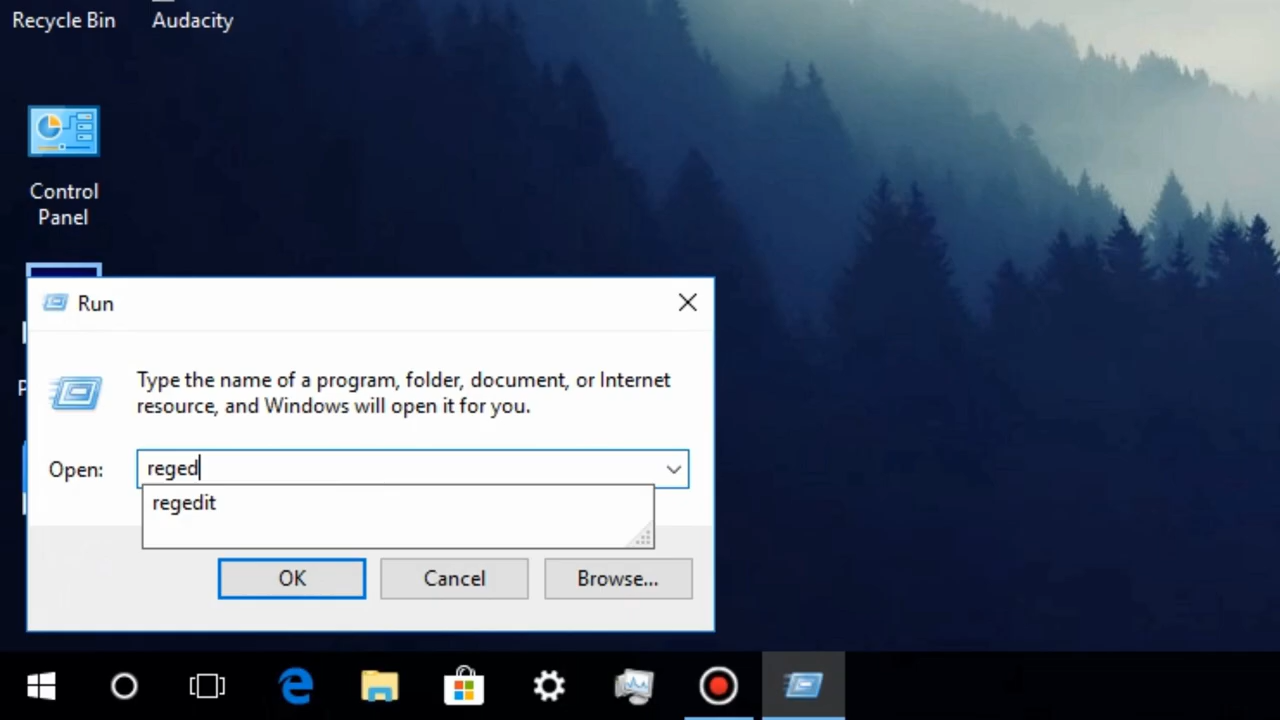 Recycle Bin
Audacity
Control
Panel
P
Run
Type the name of a program, folder, document, or Internet
resource, and Windows will open it for you.
Open:
reged
regedit
OK
Cancel
Browse...